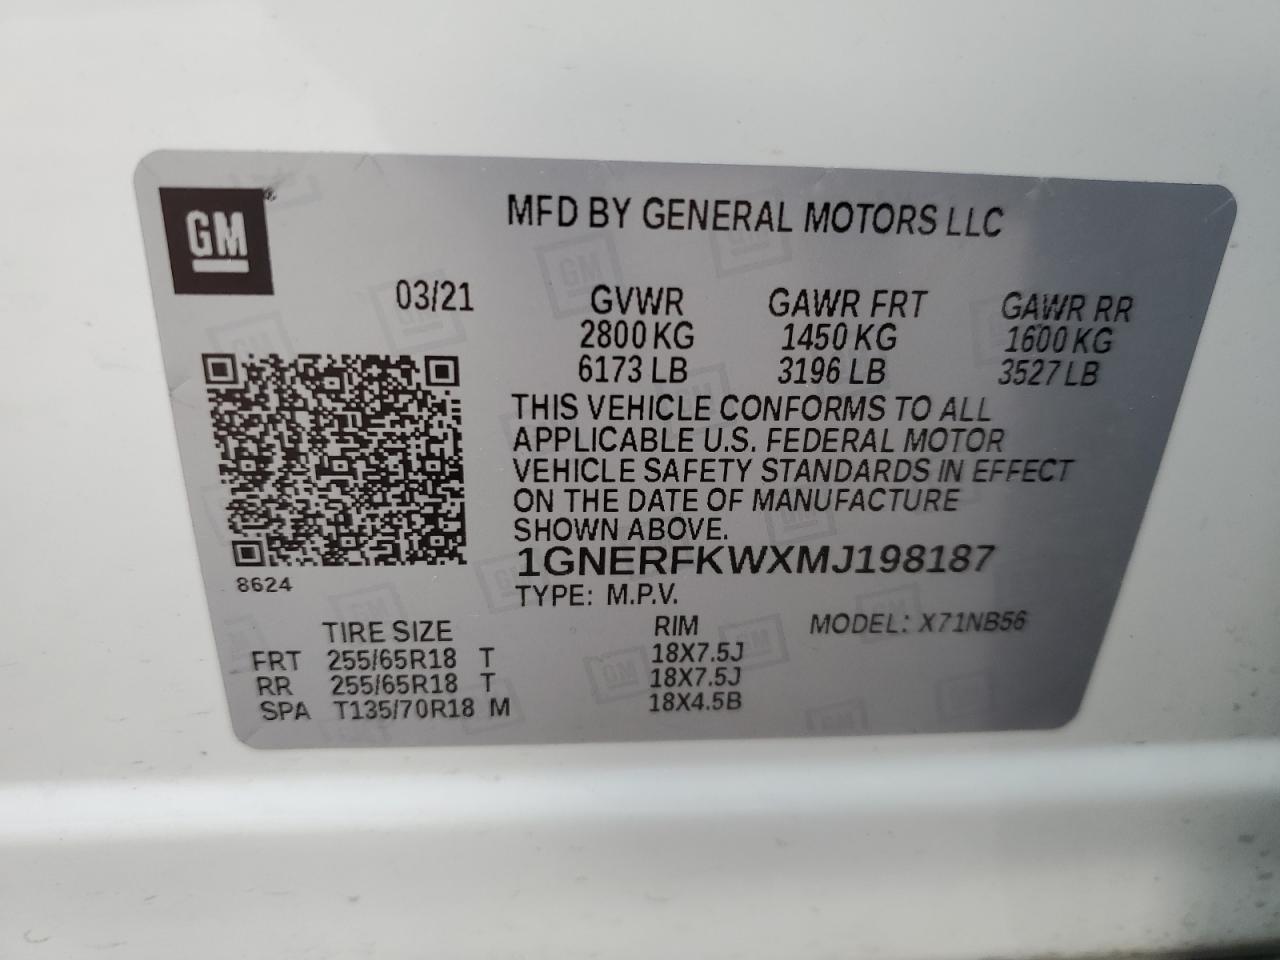 GM®
MFD BY GENERAL MOTORS LLC
03/21
GVWR GAWR FRT GAWR RR
2800 KG 1450 KG 1600 KG
6173 LB 3196 LB 3527 LB
THIS VEHICLE CONFORMS TO ALL
APPLICABLE U.S. FEDERAL MOTOR
VEHICLE SAFETY STANDARDS IN EFFECT
ON THE DATE OF MANUFACTURE
SHOWN ABOVE.
1GNERFKWXMJ198187
8624
TYPE: M.P.V.
TIRE SIZE RIM MODEL: X71NB56
FRT 255/65R18 T 18X7.5J
RR 255/65R18 T 18X7.5J
SPA T135/70R18 M 18X4.5B